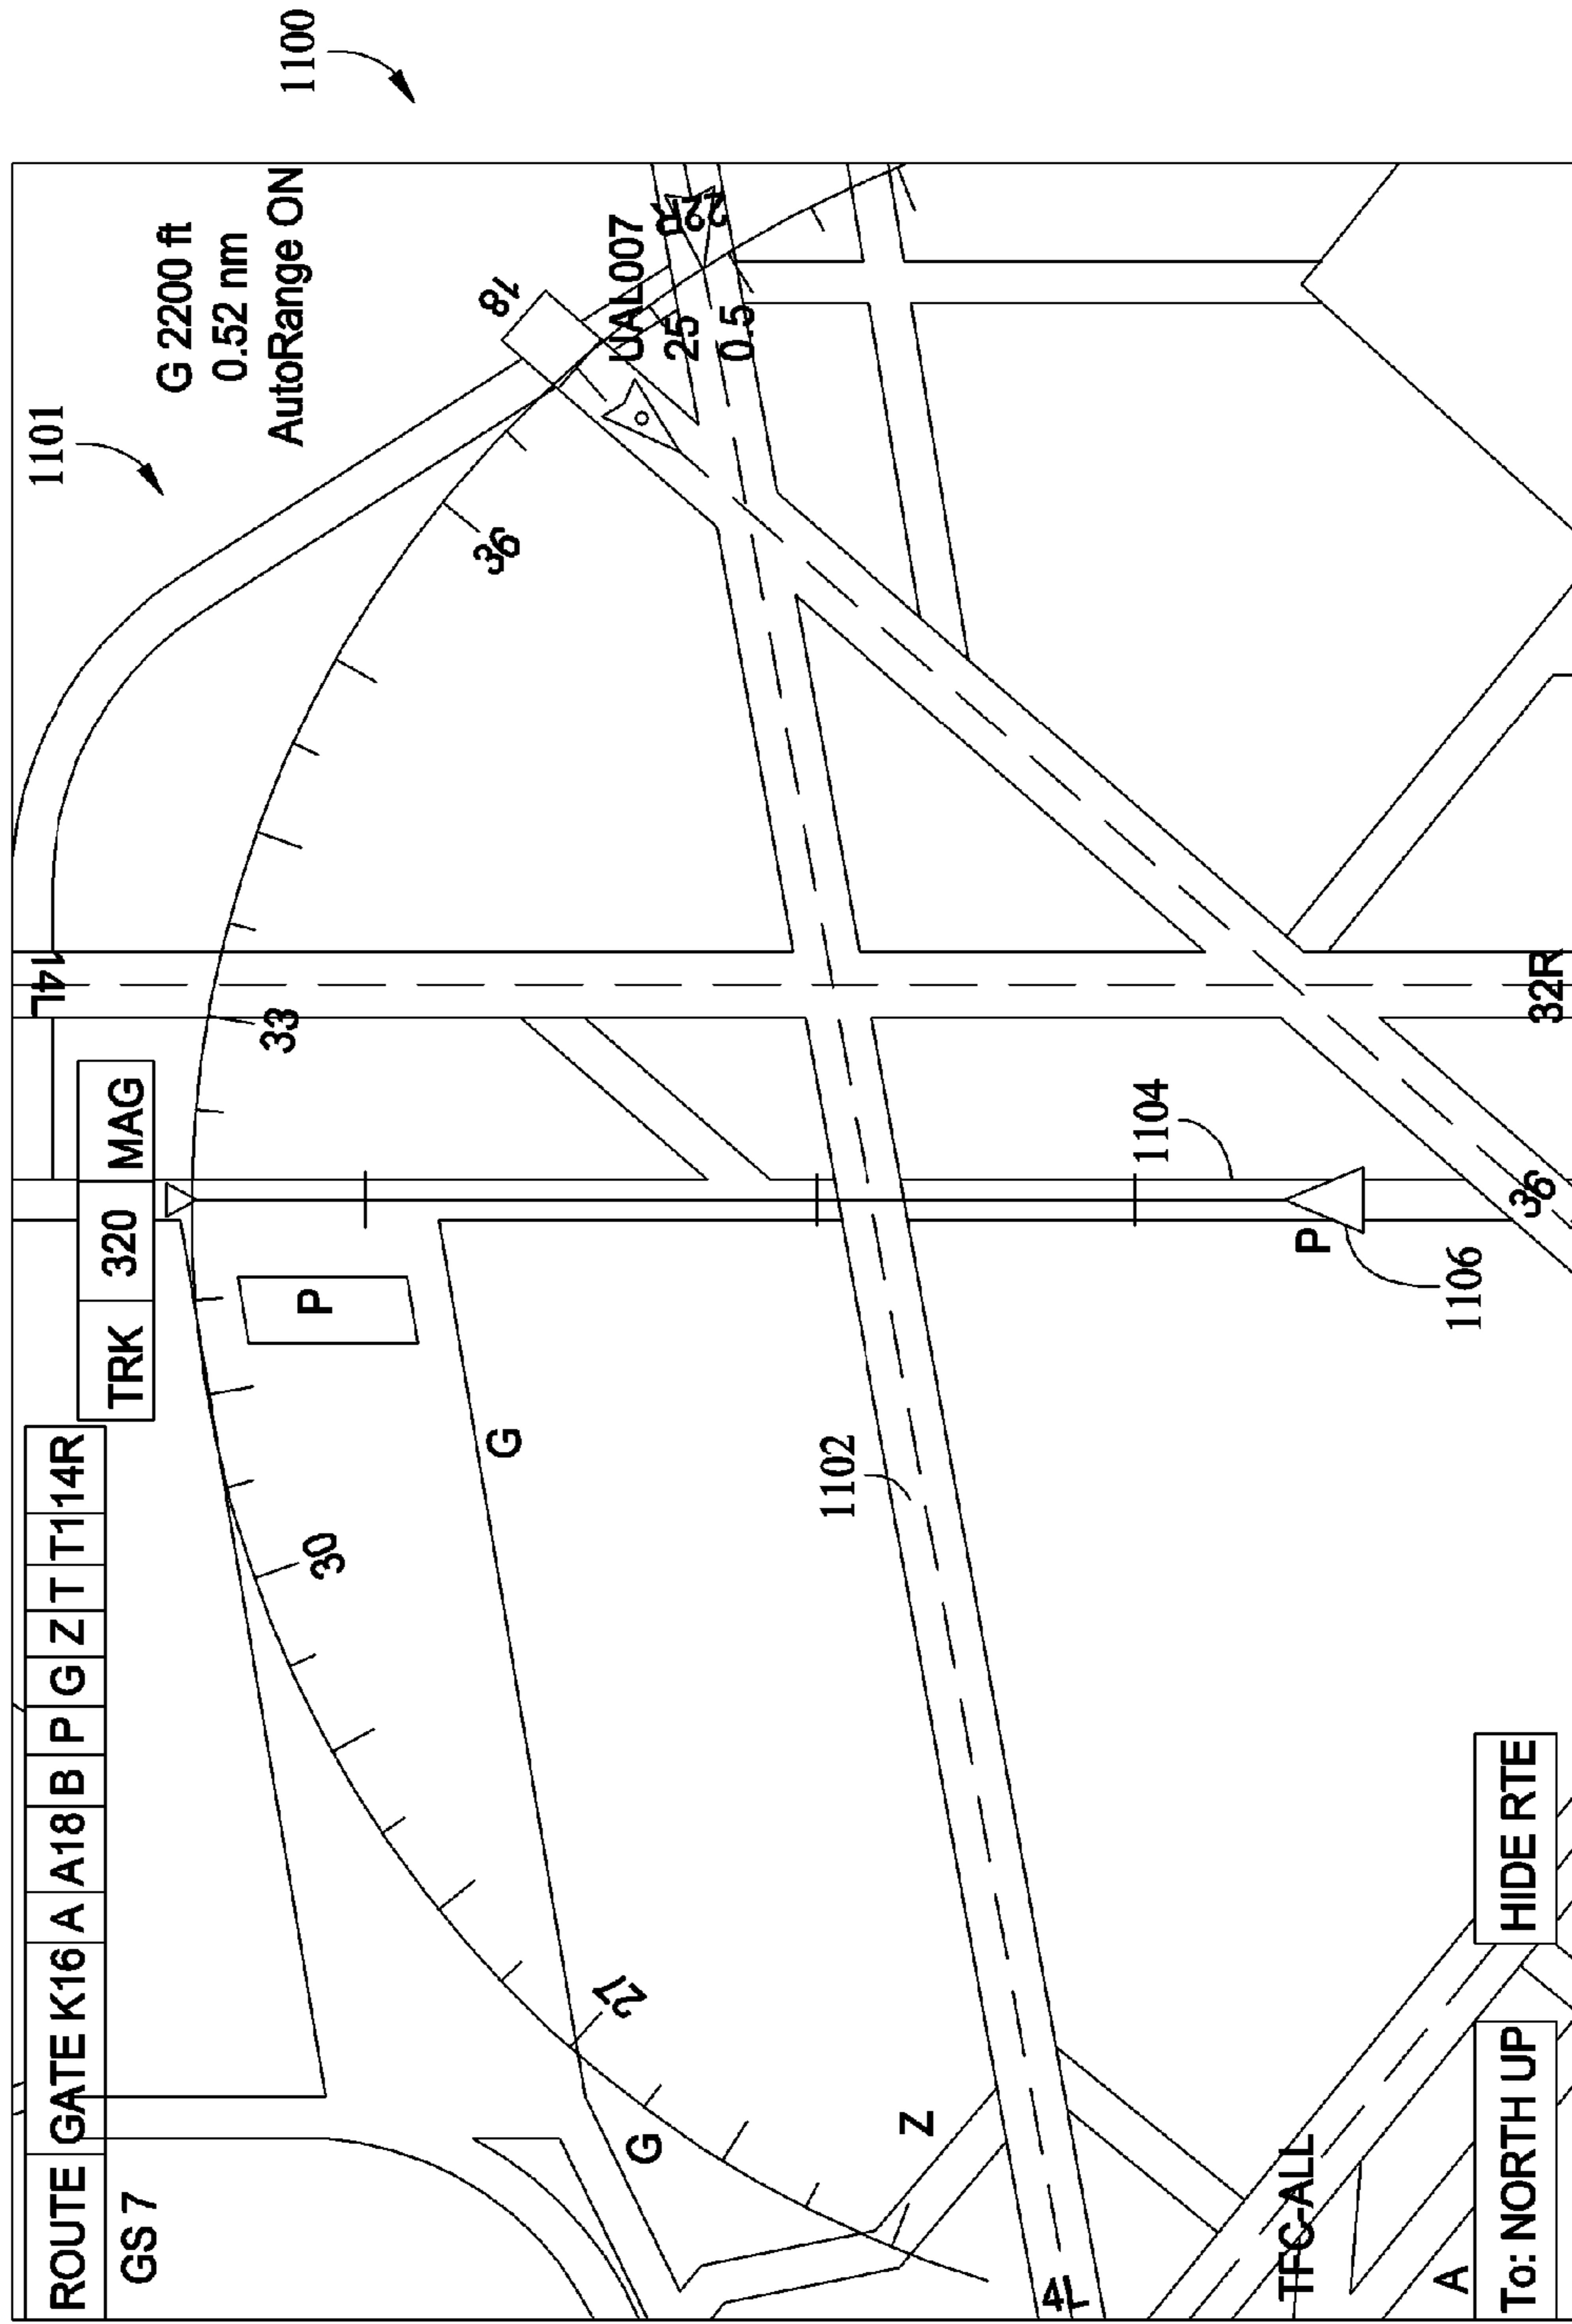 1100
1101
ROUTE GATE K16 A A18 B P G Z T T1 14R
GS 7
TRK 320 MAG
G 2200 ft
0.52 nm
AutoRange ON
14L
18
UAL007
25
0.5
22R
36
33
30
27
P
G
G
Z
1102
1104
P
1106
36
32R
4L
TFC-ALL
A
To: NORTH UP
HIDE RTE